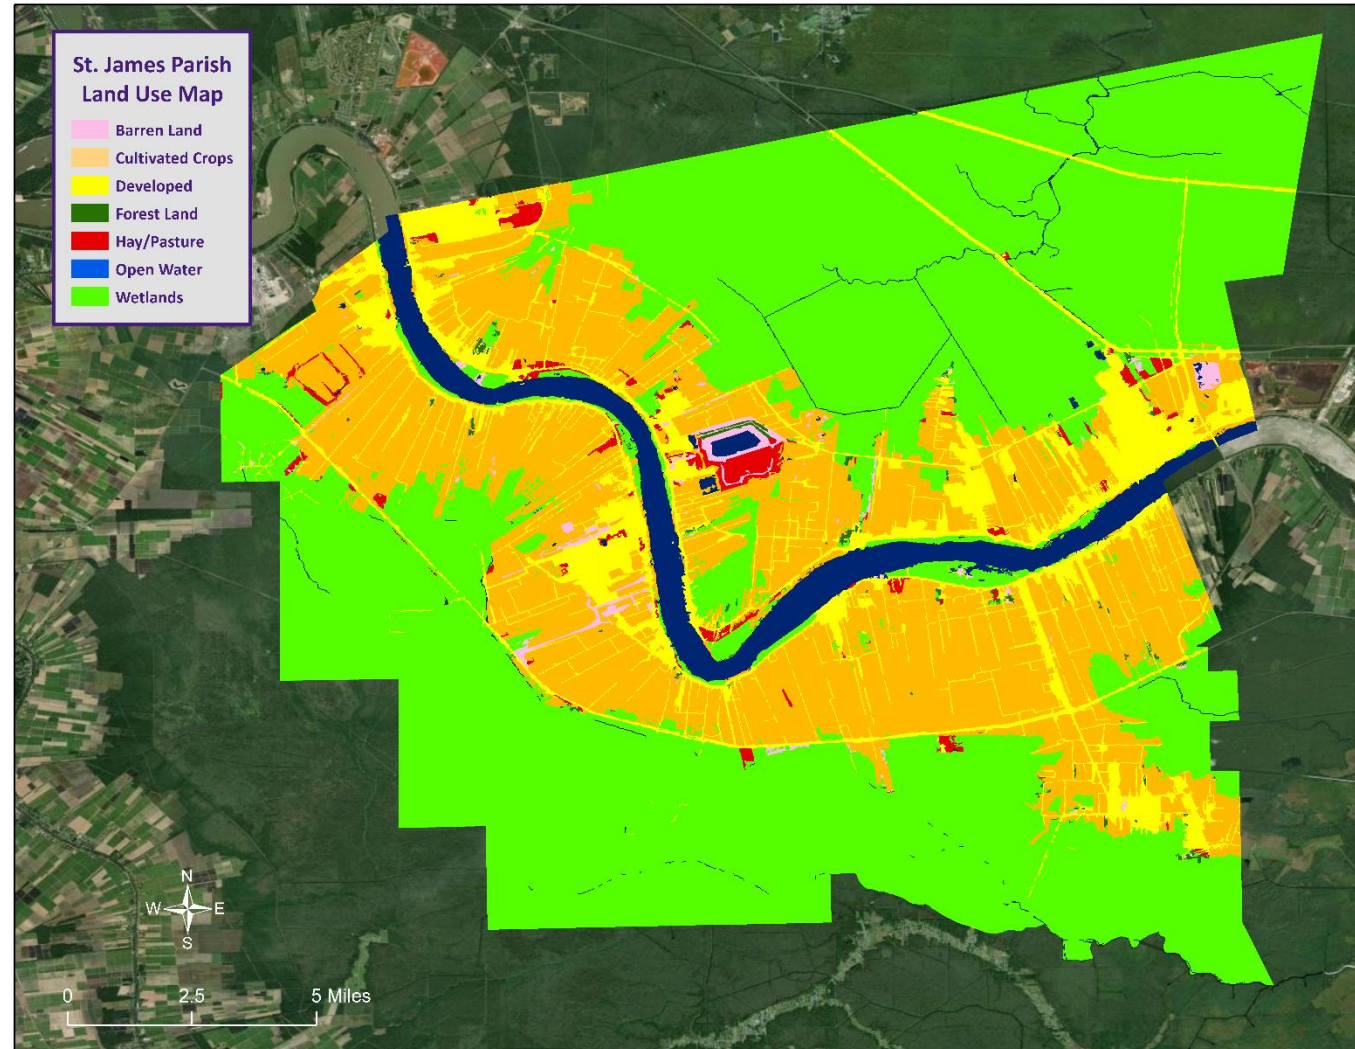 St. James Parish
Land Use Map
Barren Land
Cultivated Crops
Developed
Forest Land
Hay/Pasture
Open Water
Wetlands
N
W E
S
0 2.5 5 Miles